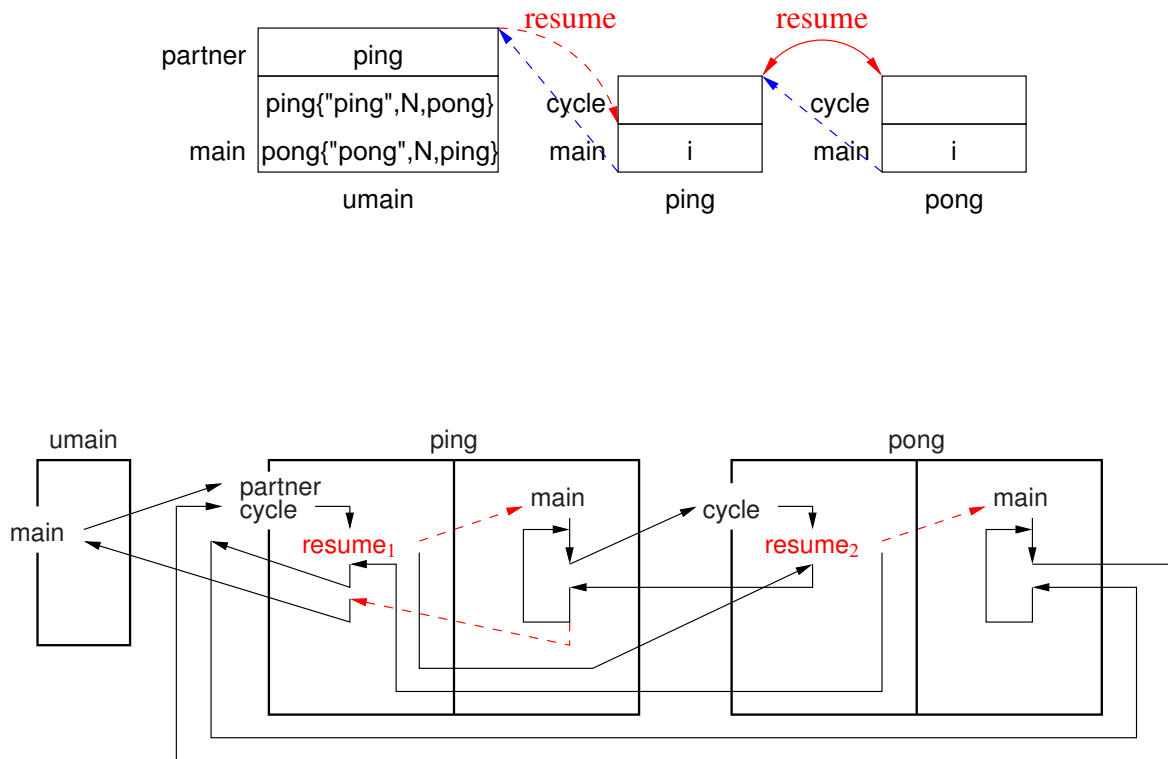 resume resume
partner ping
ping{"ping",N,pong} cycle cycle
main pong{"pong",N,ping} main i main i
umain ping pong
umain ping pong
partner main main
cycle cycle
main resume1 resume2